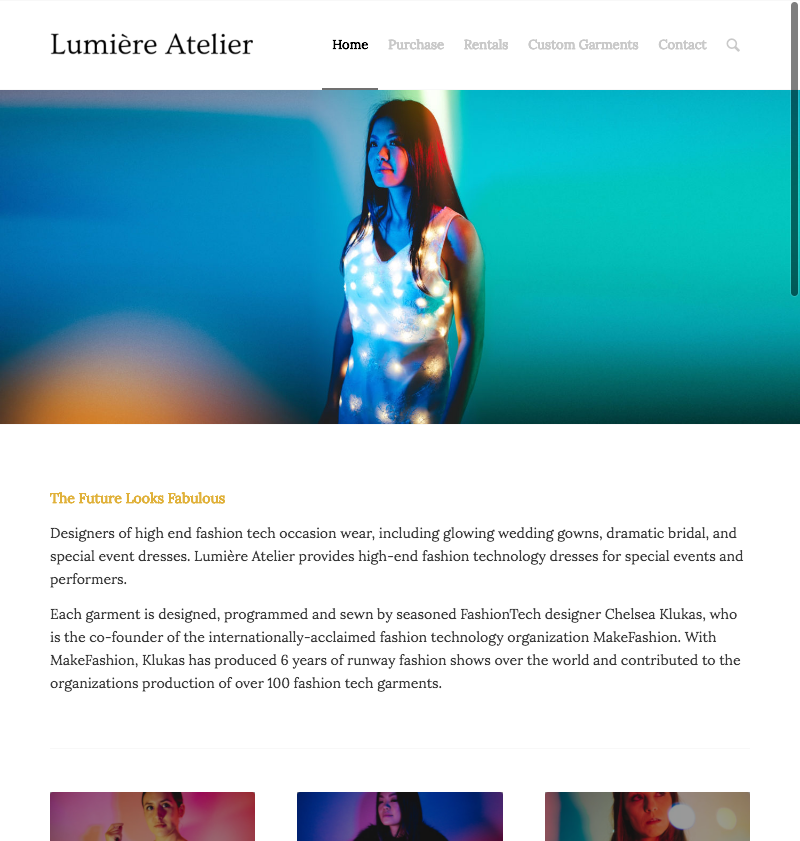 Lumière Atelier
Home Purchase Rentals Custom Garments Contact
The Future Looks Fabulous
Designers of high end fashion tech occasion wear, including glowing wedding gowns, dramatic bridal, and
special event dresses. Lumière Atelier provides high-end fashion technology dresses for special events and
performers.
Each garment is designed, programmed and sewn by seasoned FashionTech designer Chelsea Klukas, who
is the co-founder of the internationally-acclaimed fashion technology organization MakeFashion. With
MakeFashion, Klukas has produced 6 years of runway fashion shows over the world and contributed to the
organizations production of over 100 fashion tech garments.